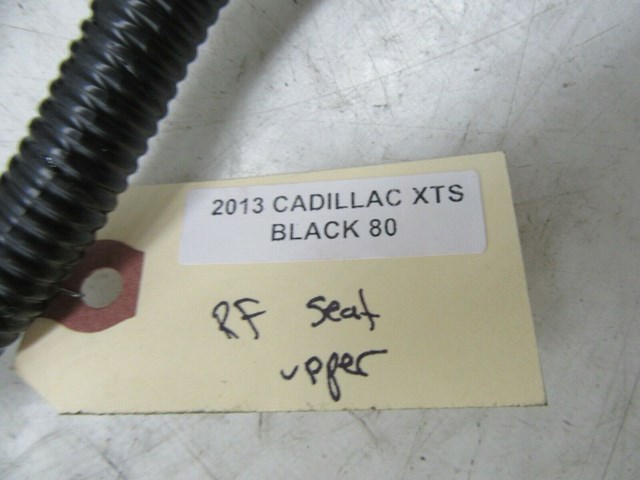 2013 CADILLAC XTS
BLACK 80
RF seat
upper